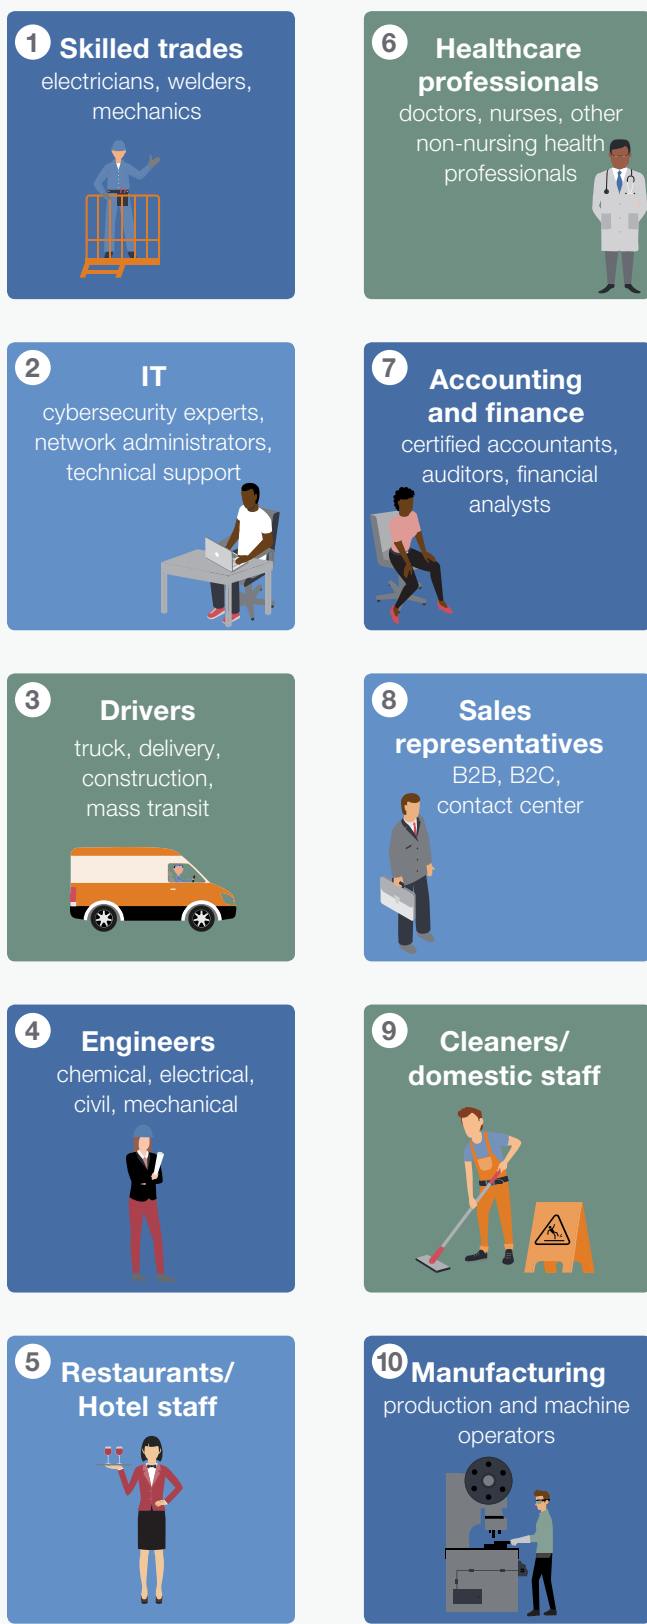 1
Skilled trades
electricians, welders,
mechanics
2
IT
cybersecurity experts,
network administrators,
technical support
3
Drivers
truck, delivery,
construction,
mass transit
4
Engineers
chemical, electrical,
civil, mechanical
5
Restaurants/
Hotel staff
6
Healthcare
professionals
doctors, nurses, other
non-nursing health
professionals
7
Accounting
and finance
certified accountants,
auditors, financial
analysts
8
Sales
representatives
B2B, B2C,
contact center
9
Cleaners/
domestic staff
10
Manufacturing
production and machine
operators